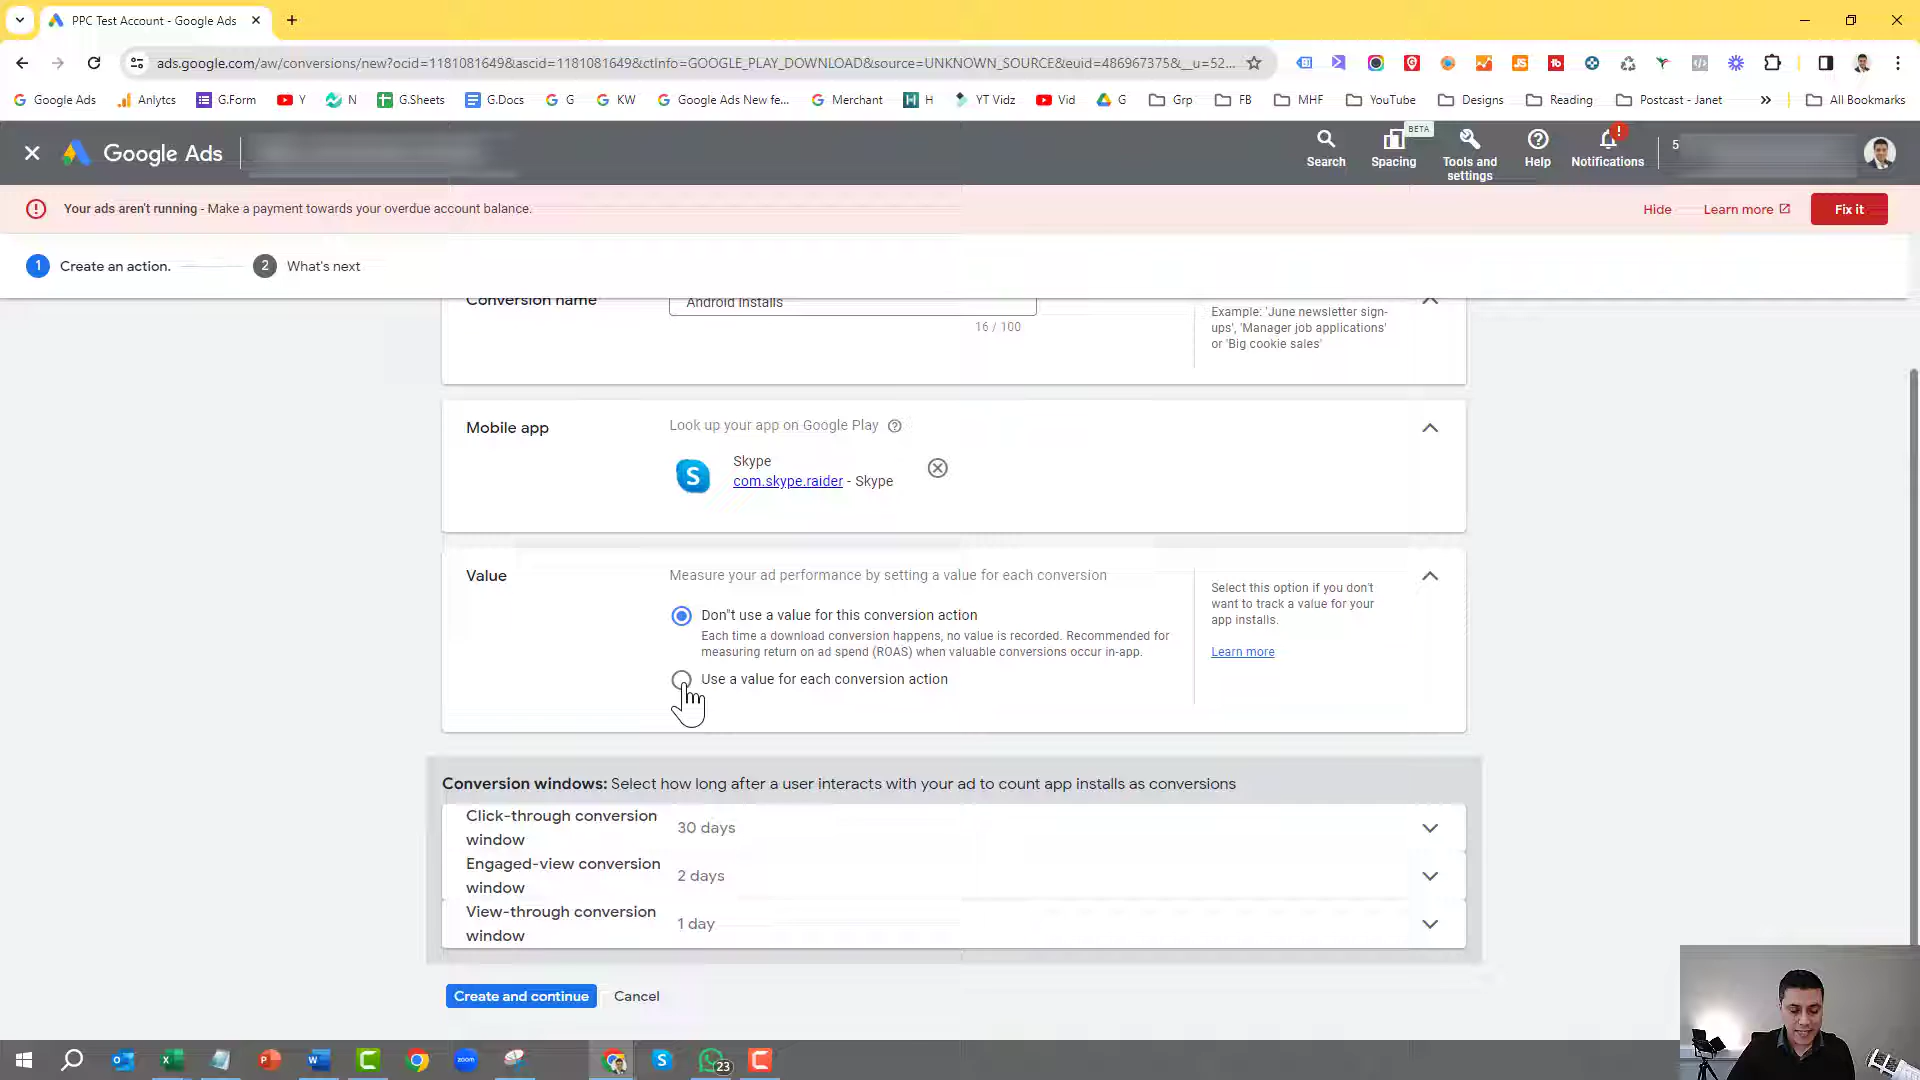 PPC Test Account - Google Ads
ads.google.com/aw/conversions/new?ocid=1181081649&ascid=1181081649&ctInfo=GOOGLE_PLAY_DOWNLOAD&source=UNKNOWN_SOURCE&euid=486967375&__u=52...
Google Ads Anlytcs G.Form Y N G.Sheets G.Docs G KW Google Ads New fe... Merchant H YT Vidz Vid G Grp FB MHF YouTube Designs Reading Postcast - Janet All Bookmarks
Google Ads
Search
Spacing
BETA
Tools and settings
Help
Notifications
5
Your ads aren't running - Make a payment towards your overdue account balance.
Hide Learn more Fix it
1 Create an action. 2 What's next
Conversion name
Android Installs
16 / 100
Example: 'June newsletter sign-
ups', 'Manager job applications'
or 'Big cookie sales'
Mobile app
Look up your app on Google Play
Skype
com.skype.raider - Skype
Value
Measure your ad performance by setting a value for each conversion
Don"t use a value for this conversion action
Each time a download conversion happens, no value is recorded. Recommended for
measuring return on ad spend (ROAS) when valuable conversions occur in-app.
Use a value for each conversion action
Select this option if you don't
want to track a value for your
app installs.
Learn more
Conversion windows: Select how long after a user interacts with your ad to count app installs as conversions
Click-through conversion
window
30 days
Engaged-view conversion
window
2 days
View-through conversion
window
1 day
Create and continue Cancel
zoom
23